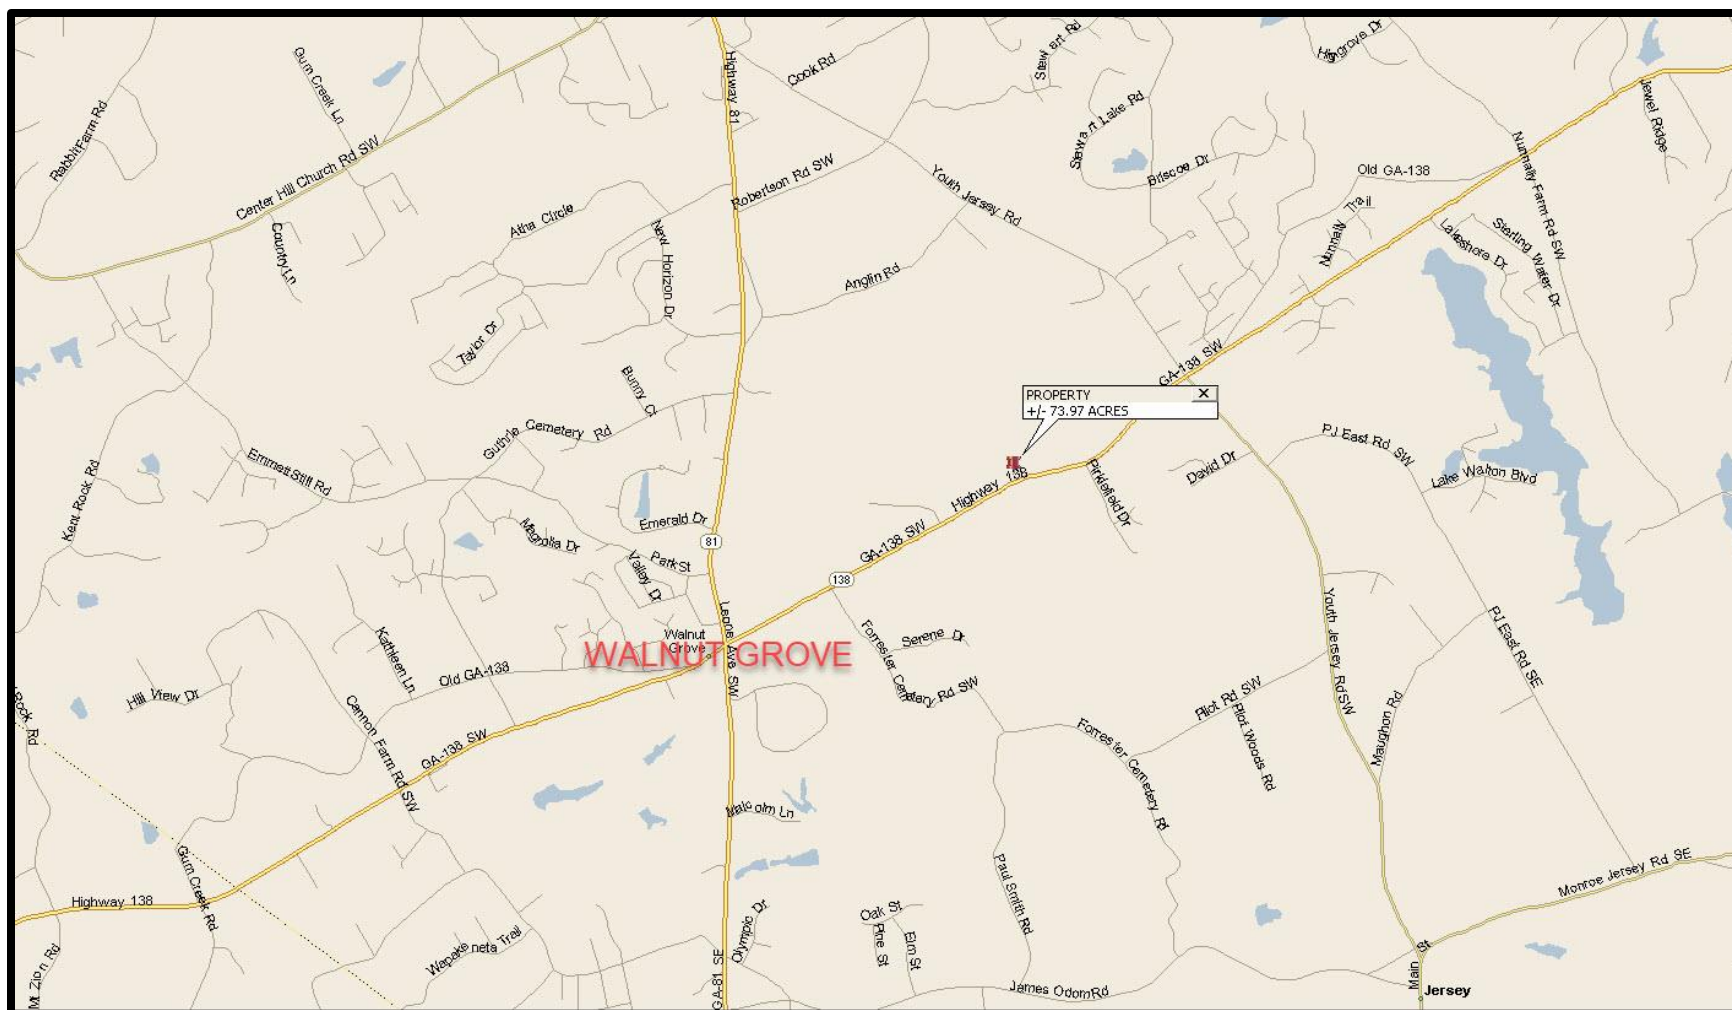 Gum Creek Ln
Highway 81
Cook Rd
Stewart Rd
Highgrove Dr
Rabbit Farm Rd
Center Hill Church Rd SW
Robertson Rd SW
Stewart Lake Rd
Briscoe Dr
Old GA-138
Nunnally Farm Rd SW
Jewel Ridge
Country Ln
Atha Circle
New Horizon Dr
Youth Jersey Rd
Nunnally Trail
Lakeshore Dr
Sterling Water Dr
Anglin Rd
Taylor Dr
Bunny Ct
GA-138 SW
PROPERTY
+/- 73.97 ACRES
Guthrie Cemetery Rd
Emmett Still Rd
Kent Rock Rd
Highway 138
Pirklefield Dr
David Dr
PJ East Rd SW
Lake Walton Blvd
Magnolia Dr
Emerald Dr
81
Park St
Valley Dr
GA-138 SW
138
Leone Ave SW
Walnut
Grove
WALNUT GROVE
Forrester Cemetery Rd SW
Serene Dr
Youth Jersey Rd SW
PJ East Rd SE
Kathleen Ln
Old GA-138
Hill View Dr
Rock Rd
Cannon Farm Rd SW
GA-138 SW
Pilot Rd SW
Pilot Woods Rd
Maughon Rd
Forrester Cemetery Rd
Malcolm Ln
Gum Creek Rd
Highway 138
Paul Smith Rd
Monroe Jersey Rd SE
Mt Zion Rd
Wapakoneta Trail
GA-81 SE
Olympic Dr
Oak St
Pine St
Elm St
James Odom Rd
Main St
Jersey